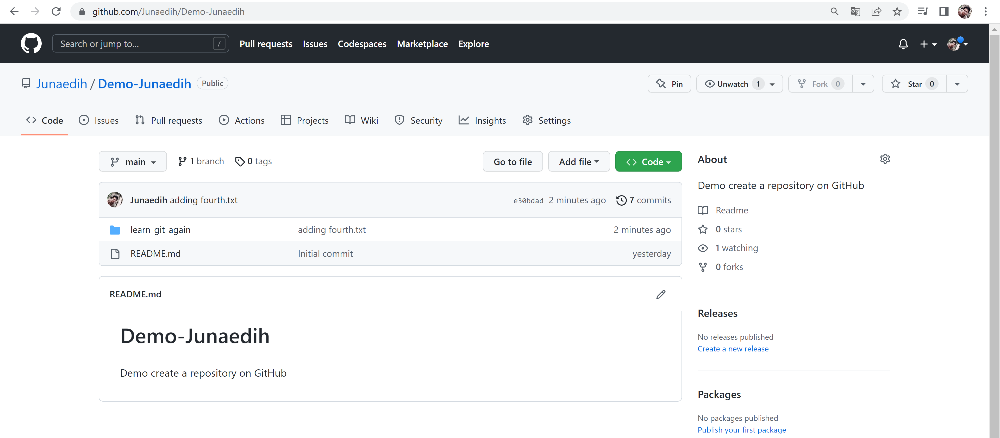 github.com/Junaedih/Demo-Junaedih
Search or jump to... /
Pull requests Issues Codespaces Marketplace Explore
Junaedih / Demo-Junaedih Public
Pin Unwatch 1 Fork 0 Star 0
Code Issues Pull requests Actions Projects Wiki Security Insights Settings
main 1 branch 0 tags Go to file Add file Code
Junaedih adding fourth.txt e30bdad 2 minutes ago 7 commits
learn_git_again adding fourth.txt 2 minutes ago
README.md Initial commit yesterday
README.md
Demo-Junaedih
Demo create a repository on GitHub
About
Demo create a repository on GitHub
Readme
0 stars
1 watching
0 forks
Releases
No releases published
Create a new release
Packages
No packages published
Publish your first package